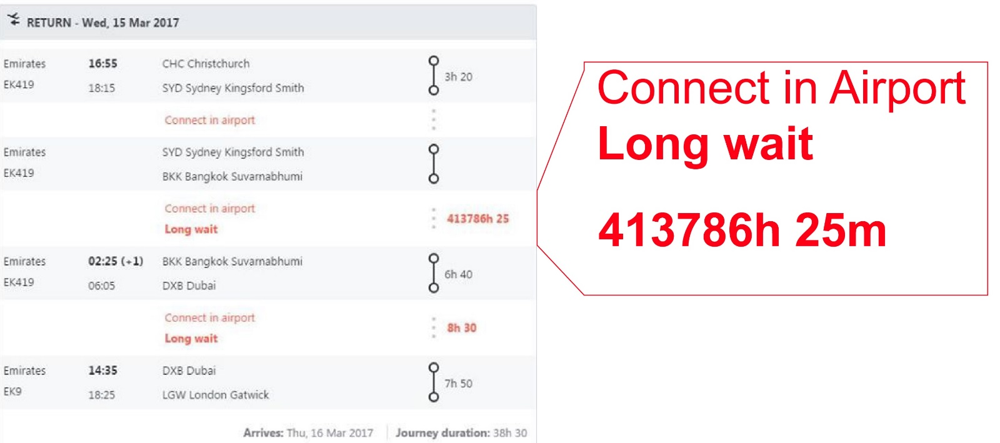 RETURN - Wed, 15 Mar 2017
Emirates 16:55 CHC Christchurch 3h 20
EK419 18:15 SYD Sydney Kingsford Smith
Connect in airport
Emirates SYD Sydney Kingsford Smith
EK419 BKK Bangkok Suvarnabhumi
Connect in airport 413786h 25
Long wait
Emirates 02:25 (+1) BKK Bangkok Suvarnabhumi 6h 40
EK419 06:05 DXB Dubai
Connect in airport 8h 30
Long wait
Emirates 14:35 DXB Dubai 7h 50
EK9 18:25 LGW London Gatwick
Arrives: Thu, 16 Mar 2017 Journey duration: 38h 30
Connect in Airport
Long wait
413786h 25m